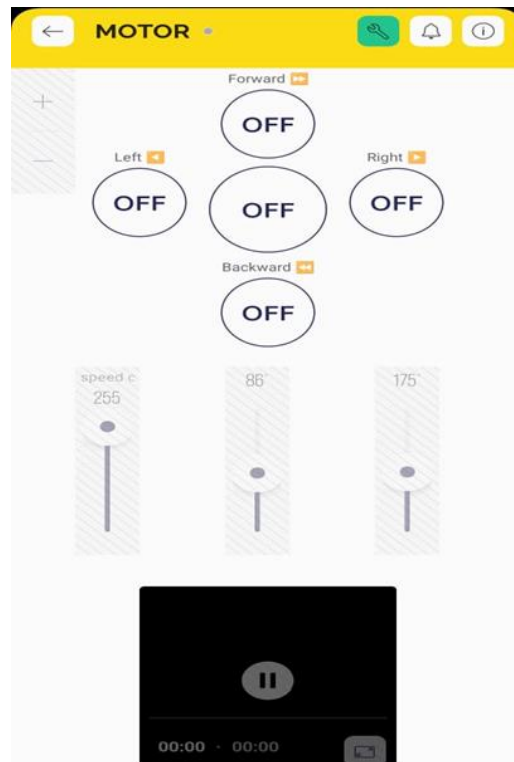 MOTOR
Forward ⏩
OFF
Left ◀
Right ▶
OFF
OFF
OFF
Backward ⏪
OFF
speed c
255
86°
175°
00:00 · 00:00